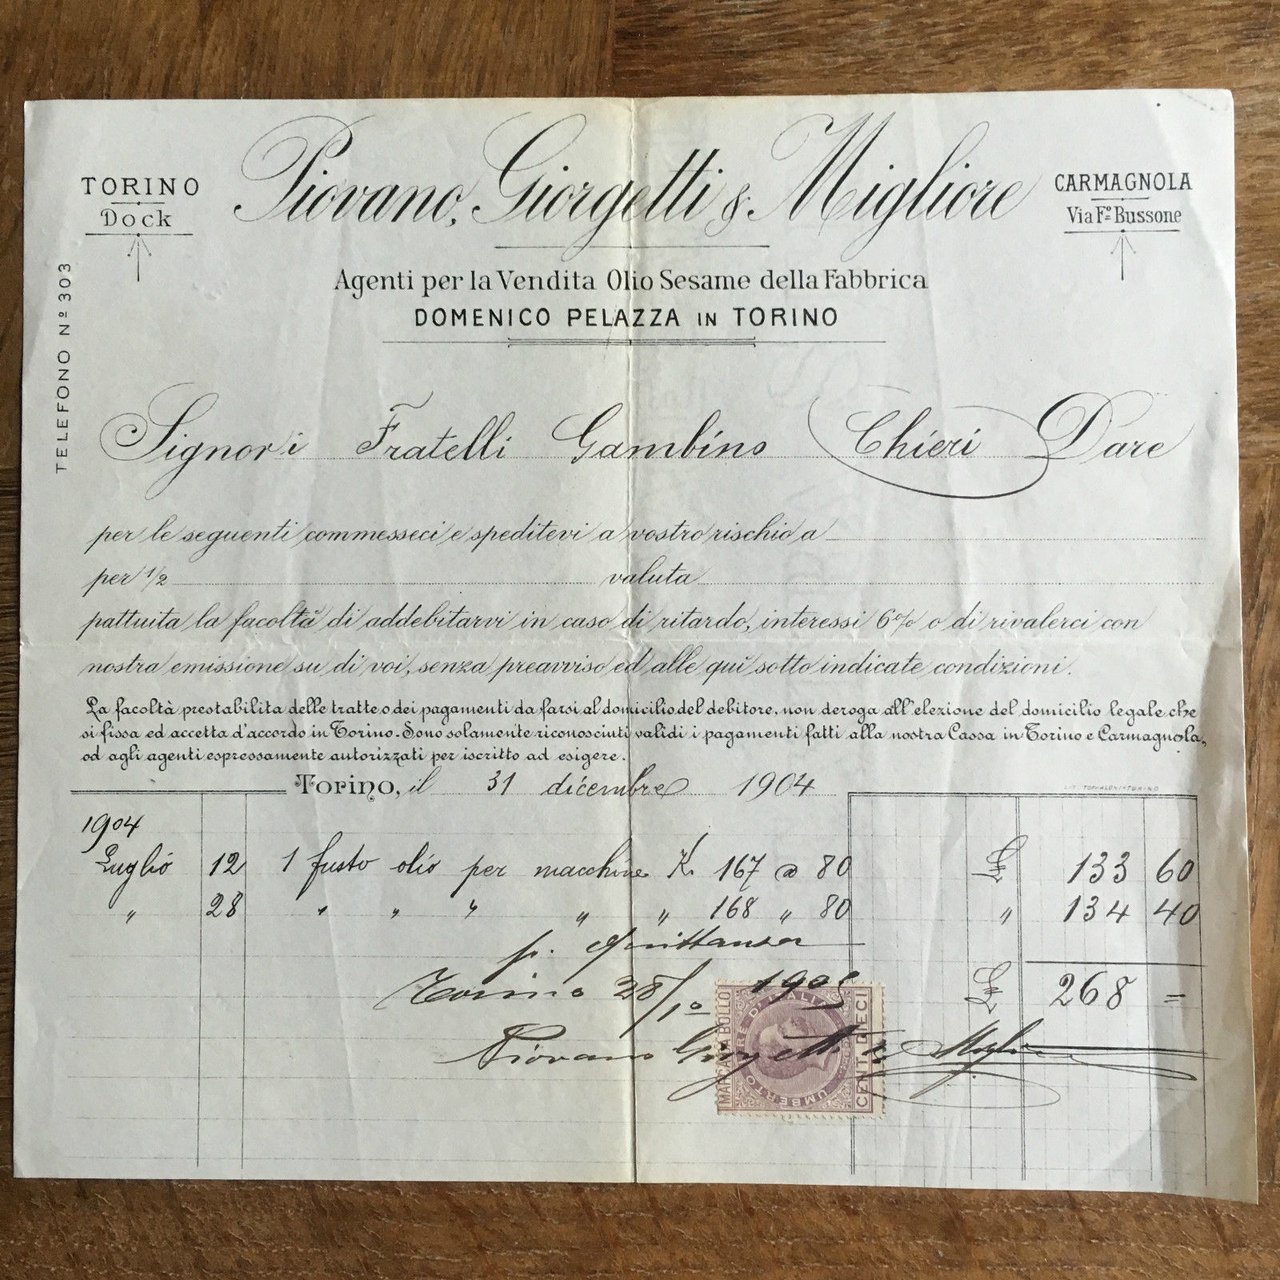 Piovano, Giorgetti & Migliore
TORINO
Dock
CARMAGNOLA
Via F.co Bussone
TELEFONO Nº 303
Agenti per la Vendita Olio Sesame della Fabbrica
DOMENICO PELAZZA IN TORINO
Signori Fratelli Gambino Chieri Dare
per le seguenti commesseci e speditevi a vostro rischio a
per 1/2 valuta
pattuita la facoltà di addebitarvi in caso di ritardo, interessi 6% o di rivalerci con
nostra emissione su di voi, senza preavviso ed alle qui sotto indicate condizioni.
La facoltà prestabilita delle tratte o dei pagamenti da farsi al domicilio del debitore, non deroga all'elezione del domicilio legale che
si fissa ed accetta d'accordo in Torino. Sono solamente riconosciuti validi i pagamenti fatti alla nostra Cassa in Torino e Carmagnola,
od agli agenti espressamente autorizzati per iscritto ad esigere.
Torino, il 31 dicembre 1904
1904
Luglio 12 1 fusto olio per macchine K. 167 a 80 £ 133 60
" 28 " " " " " 168 " 80 " 134 40
p. Quittanza
Torino 28/10 1905 £ 268 =
Piovano Giorgetti & Migliore
MARCA DA BOLLO
UMBERTO RE D'ITALIA
CENT. DIECI